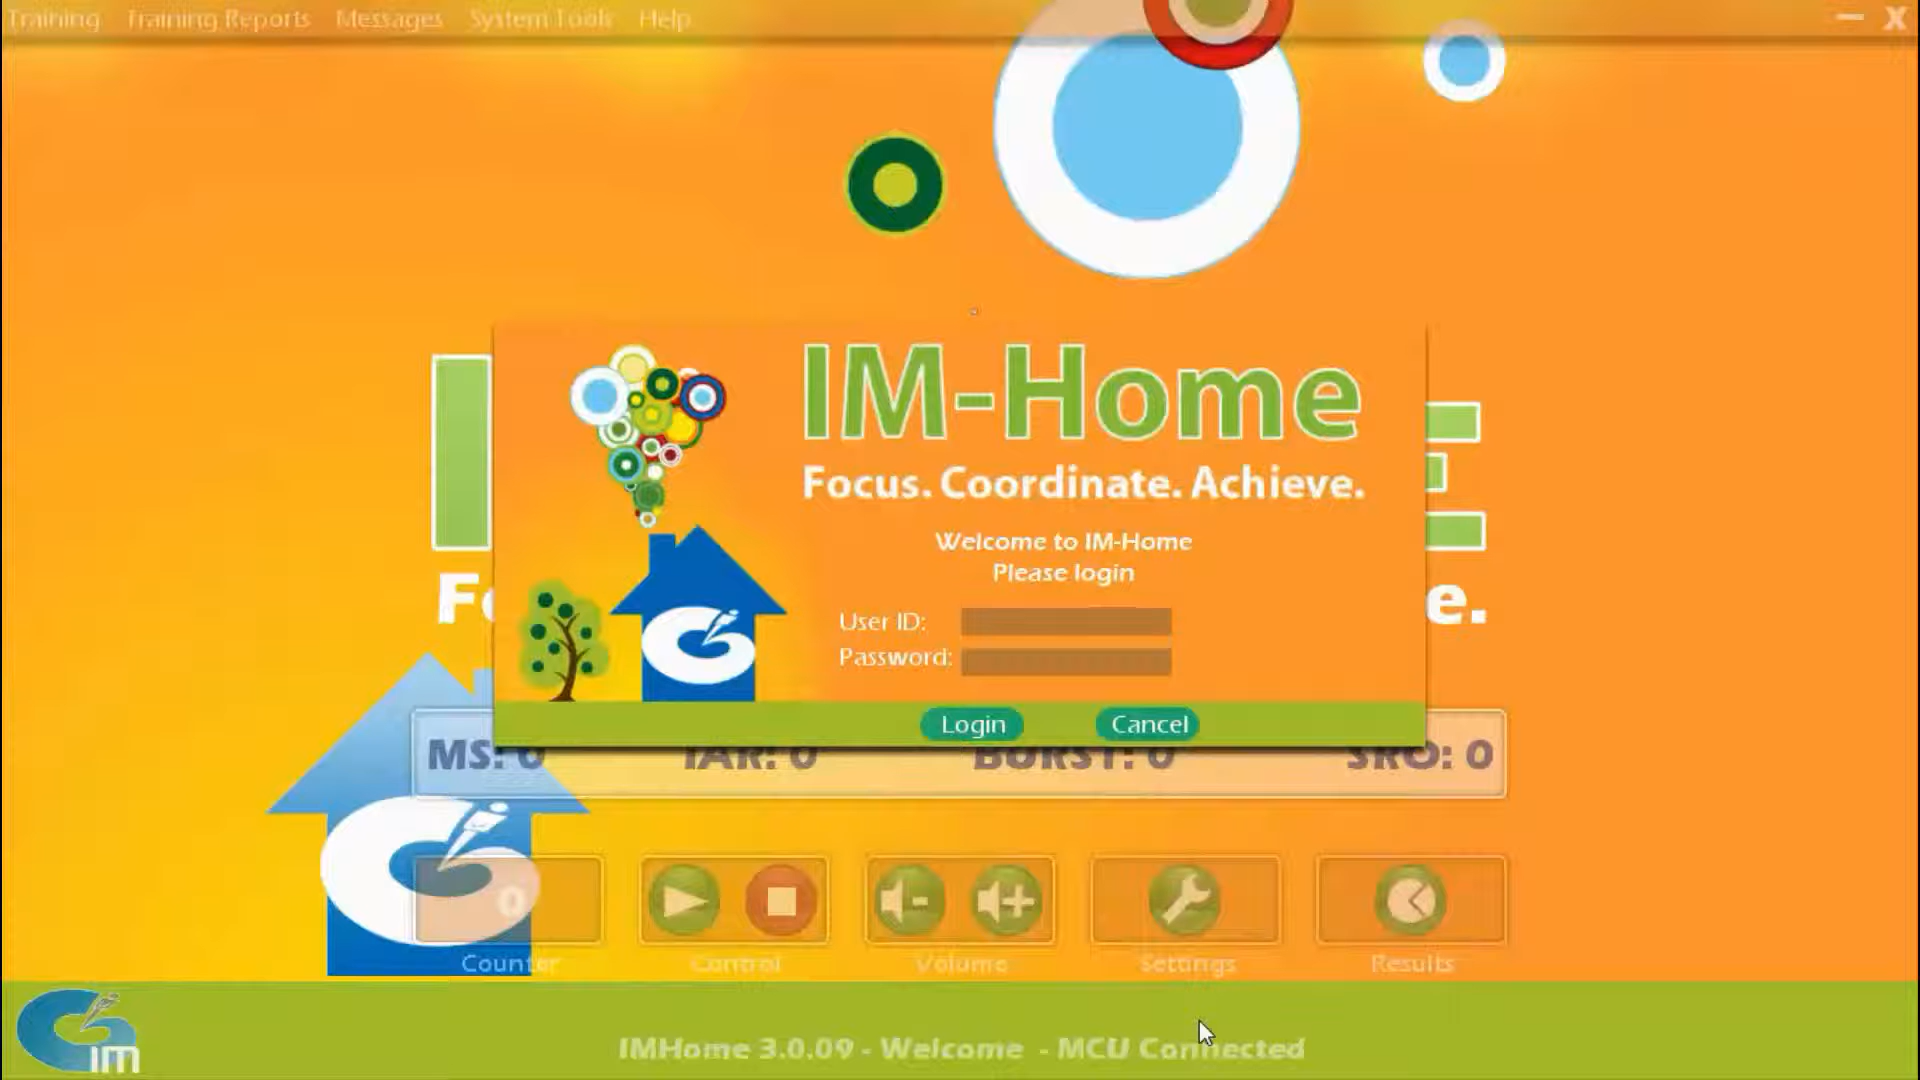 Training Training Reports Messages System Tools Help
IM-Home
Focus. Coordinate. Achieve.
Welcome to IM-Home
Please login
e.
User ID:
Password:
Login Cancel
MS: 0 IAR: 0 BURST: 0 SRO: 0
0
Counter Control Volume Settings Results
IM
IMHome 3.0.09 - Welcome - MCU Connected